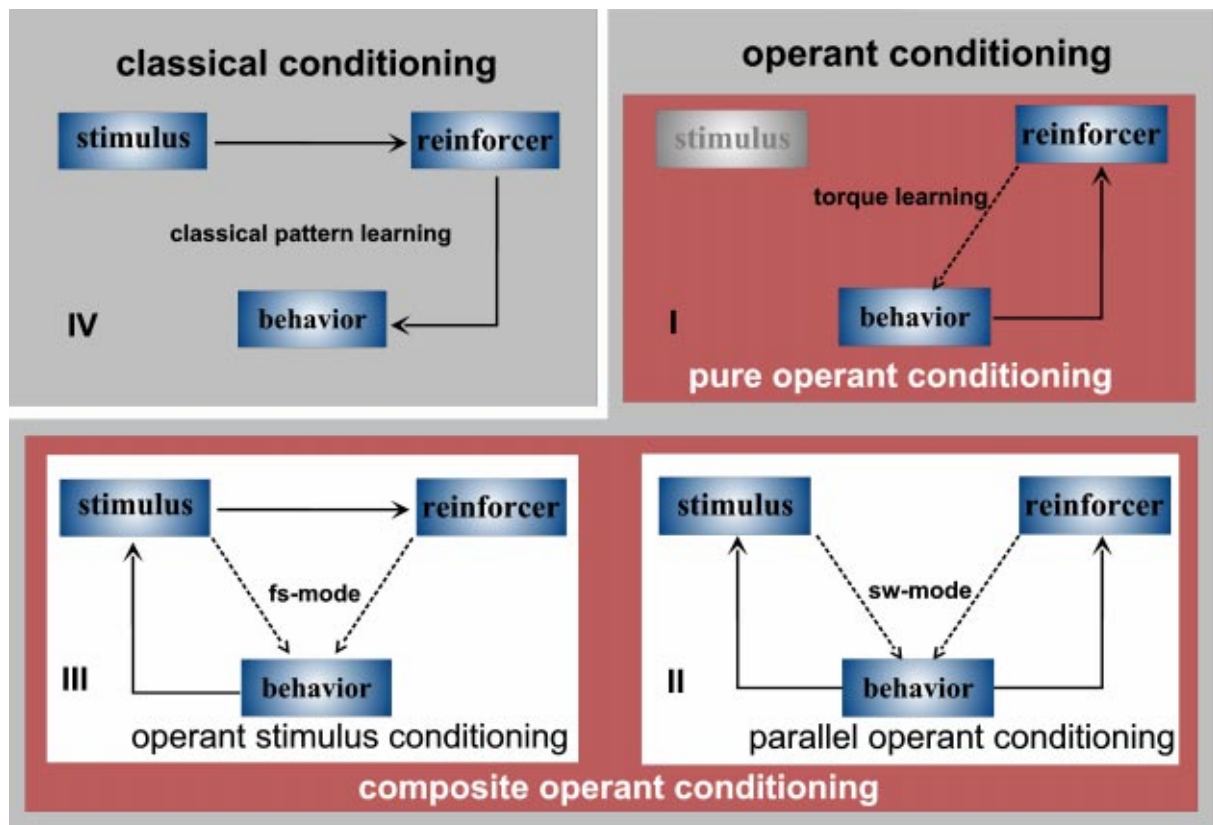 classical conditioning
stimulus
reinforcer
classical pattern learning
behavior
IV
operant conditioning
stimulus
reinforcer
torque learning
behavior
I
pure operant conditioning
stimulus
reinforcer
fs-mode
III
behavior
operant stimulus conditioning
stimulus
reinforcer
sw-mode
II
behavior
parallel operant conditioning
composite operant conditioning